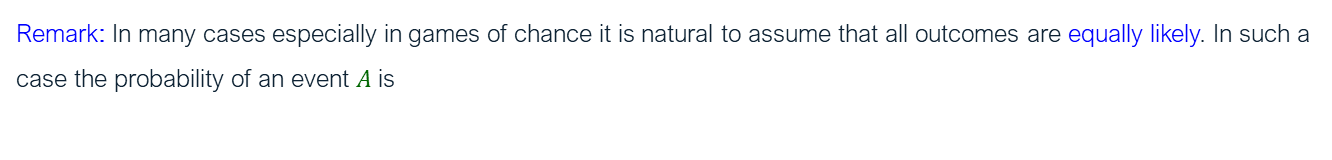 Remark: In many cases especially in games of chance it is natural to assume that all outcomes are equally likely. In such a
case the probability of an event A is